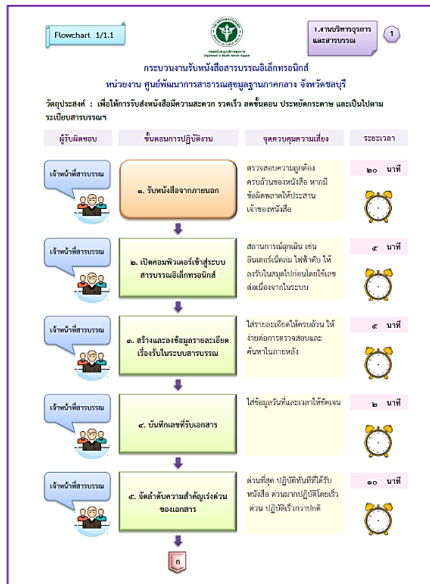 Flowchart 1/1.1
1.งานบริหารธุรการ
และสารบรรณ
1
กระบวนงานรับหนังสือสารบรรณอิเล็กทรอนิกส์
หน่วยงาน ศูนย์พัฒนาการสาธารณสุขมูลฐานภาคกลาง จังหวัดชลบุรี
วัตถุประสงค์ : เพื่อให้การรับส่งหนังสือมีความสะดวก รวดเร็ว ลดขั้นตอน ประหยัดกระดาษ และเป็นไปตาม
ระเบียบสารบรรณฯ
ผู้รับผิดชอบ
ขั้นตอนการปฏิบัติงาน
จุดควบคุมความเสี่ยง
ระยะเวลา
เจ้าหน้าที่สารบรรณ
๑. รับหนังสือจากภายนอก
ตรวจสอบความถูกต้อง
ครบถ้วนของหนังสือ หากมี
ข้อผิดพลาดให้ประสาน
เจ้าของหนังสือ
๒๐ นาที
เจ้าหน้าที่สารบรรณ
๒. เปิดคอมพิวเตอร์เข้าสู่ระบบ
สารบรรณอิเล็กทรอนิกส์
สถานการณ์ฉุกเฉิน เช่น
อินเตอร์เน็ตล่ม ไฟฟ้าดับ ให้
ลงรับในสมุดไปก่อนโดยใช้เลข
ต่อเนื่องจากในระบบ
๕ นาที
เจ้าหน้าที่สารบรรณ
๓. สร้างและลงข้อมูลรายละเอียด
เรื่องรับในระบบสารบรรณ
ใส่รายละเอียดให้ครบถ้วน ให้
ง่ายต่อการตรวจสอบและ
ค้นหาในภายหลัง
๕ นาที
เจ้าหน้าที่สารบรรณ
๔. บันทึกเลขที่รับเอกสาร
ใส่ข้อมูลวันที่และเวลาให้ชัดเจน
๒ นาที
เจ้าหน้าที่สารบรรณ
๕. จัดลำดับความสำคัญเร่งด่วน
ของเอกสาร
ด่วนที่สุด ปฏิบัติทันทีที่ได้รับ
หนังสือ ด่วนมากปฏิบัติโดยเร็ว
ด่วน ปฏิบัติเร็วกว่าปกติ
๑๐ นาที
ก